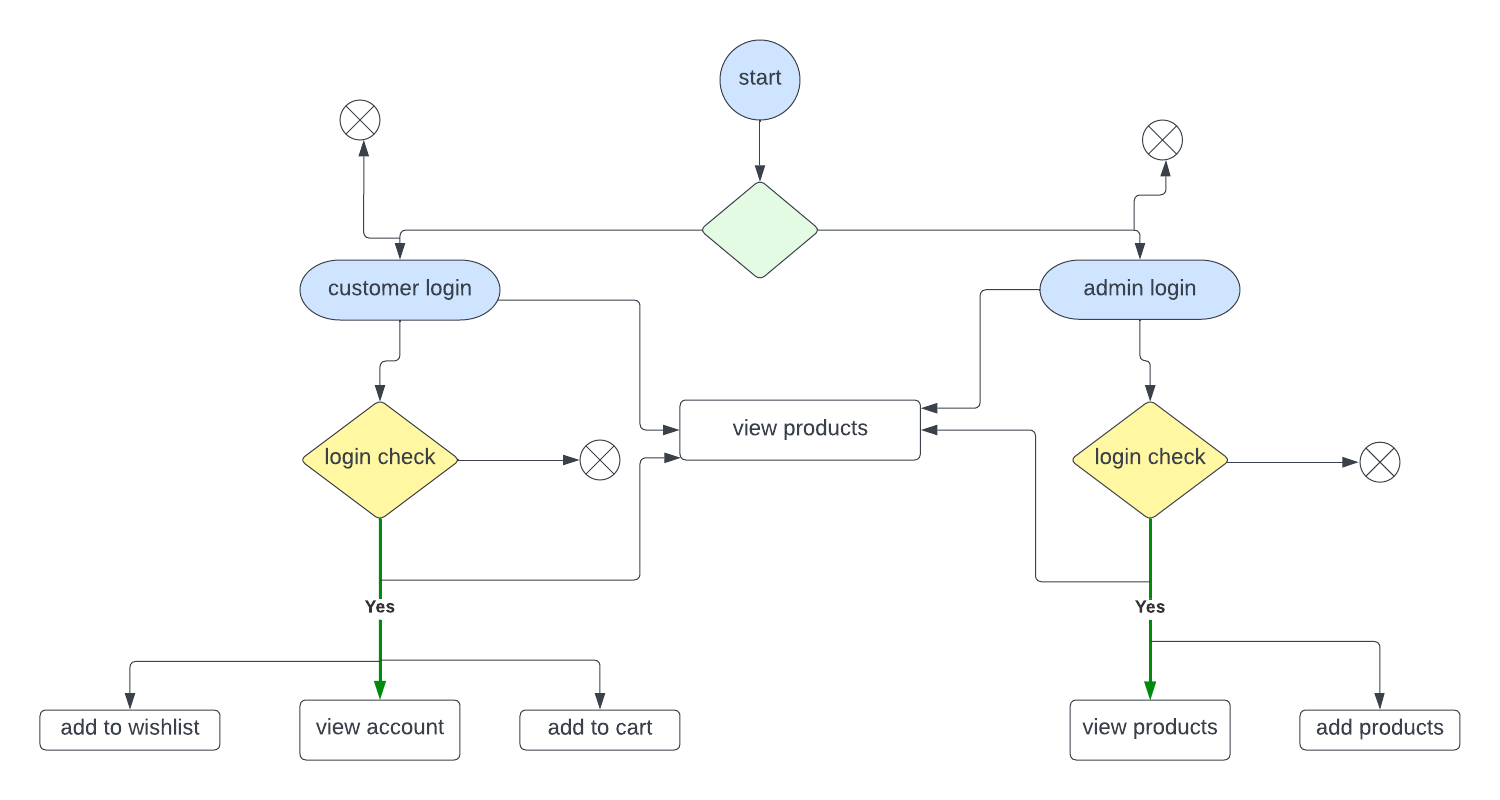 start
customer login
admin login
view products
login check
login check
Yes
Yes
add to wishlist
view account
add to cart
view products
add products